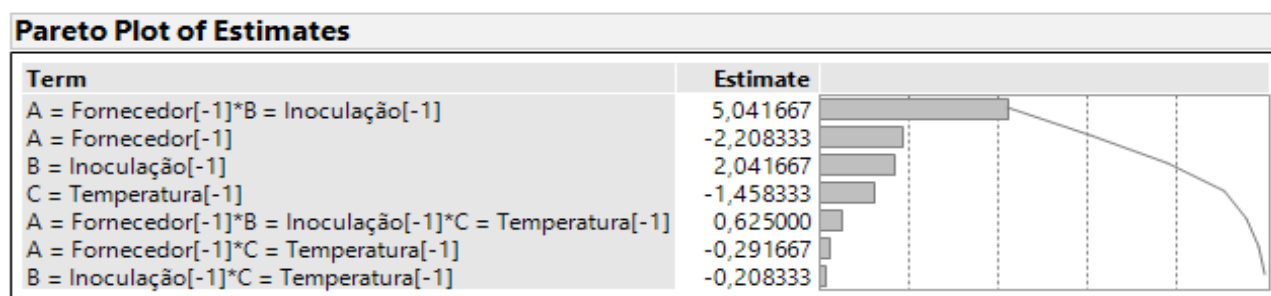 Pareto Plot of Estimates
Term Estimate
A = Fornecedor[-1]*B = Inoculação[-1] 5,041667
A = Fornecedor[-1] -2,208333
B = Inoculação[-1] 2,041667
C = Temperatura[-1] -1,458333
A = Fornecedor[-1]*B = Inoculação[-1]*C = Temperatura[-1] 0,625000
A = Fornecedor[-1]*C = Temperatura[-1] -0,291667
B = Inoculação[-1]*C = Temperatura[-1] -0,208333